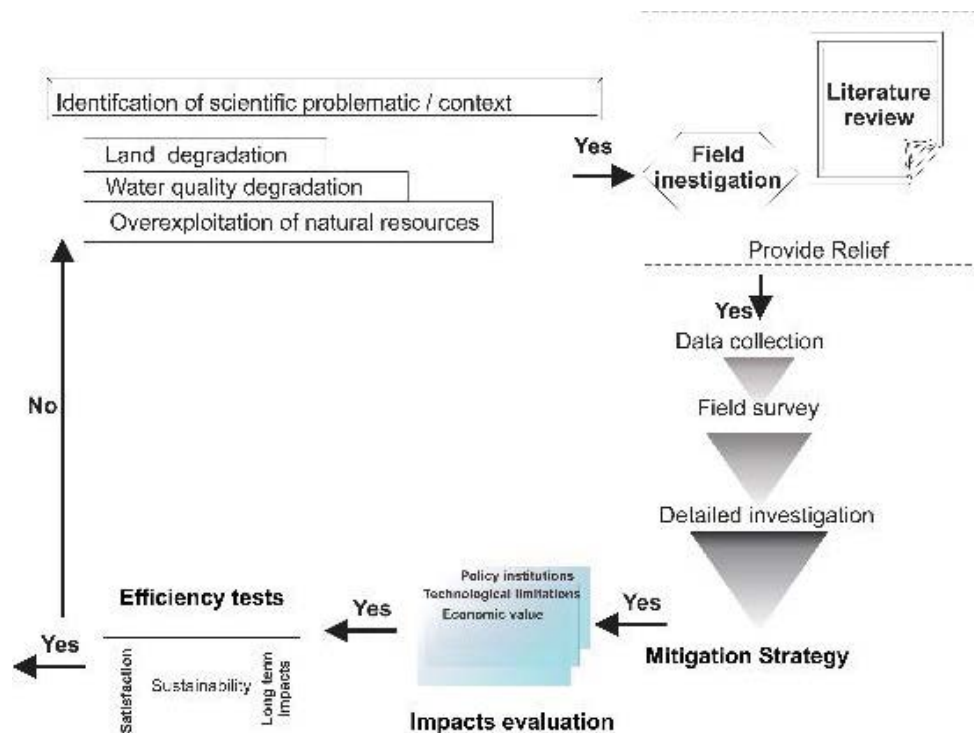 Identifcation of scientific problematic / context
Land degradation
Water quality degradation
Overexploitation of natural resources
Yes
Field
inestigation
Literature
review
Provide Relief
Yes
Data collection
Field survey
Detailed investigation
Mitigation Strategy
Yes
Policy institutions
Technological limitations
Economic value
Impacts evaluation
Yes
Efficiency tests
Satisfaction
Sustainability
Long term
Impacts
Yes
No